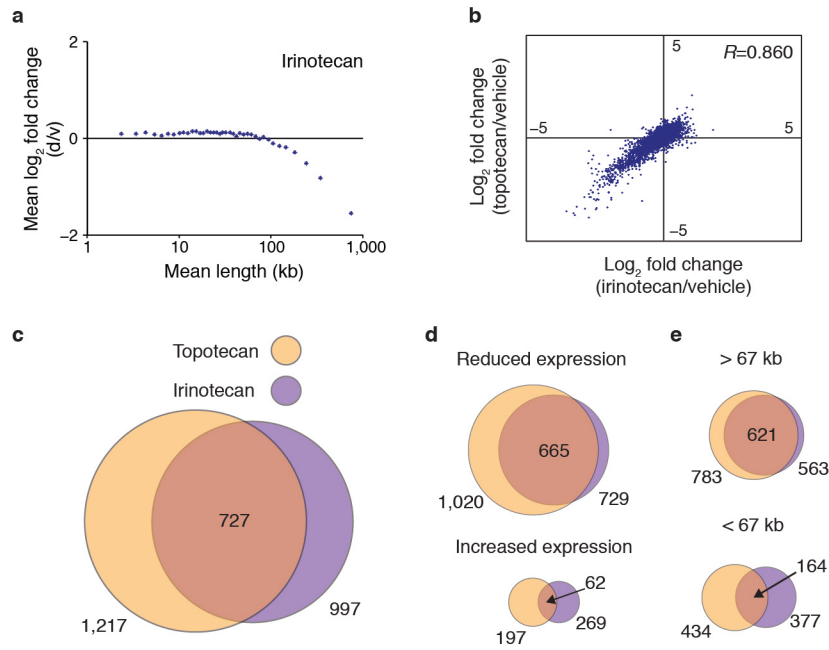 a
2
0
−2
Mean log2 fold change
(d/v)
Irinotecan
1
10
100
1,000
Mean length (kb)
b
5
R=0.860
−5
5
−5
Log2 fold change
(topotecan/vehicle)
Log2 fold change
(irinotecan/vehicle)
c
Topotecan
Irinotecan
727
1,217
997
d
Reduced expression
665
1,020
729
Increased expression
62
197
269
e
> 67 kb
621
783
563
< 67 kb
164
434
377